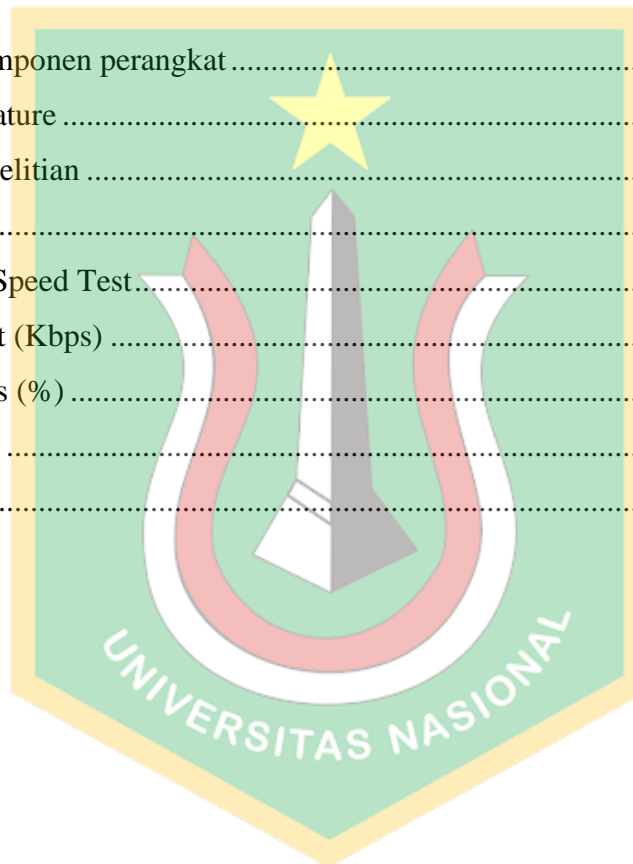 mponen perangkat ........................................................
ature ................................................................................
elitian .............................................................................
.........................................................................................
Speed Test.......................................................................
t (Kbps) ..........................................................................
s (%) ...............................................................................
........................................................................................
.........................................................................................
UNIVERSITAS NASIONAL